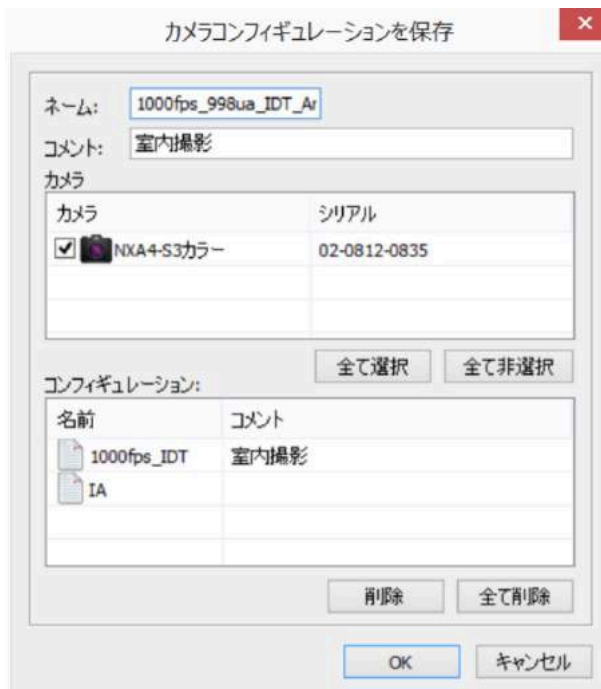 カメラコンフィギュレーションを保存
ネーム: 1000fps_998ua_IDT_Ar
コメント: 室内撮影
カメラ
カメラ シリアル
NXA4-S3カラー 02-0812-0835
全て選択 全て非選択
コンフィギュレーション:
名前 コメント
1000fps_IDT 室内撮影
IA
削除 全て削除
OK キャンセル